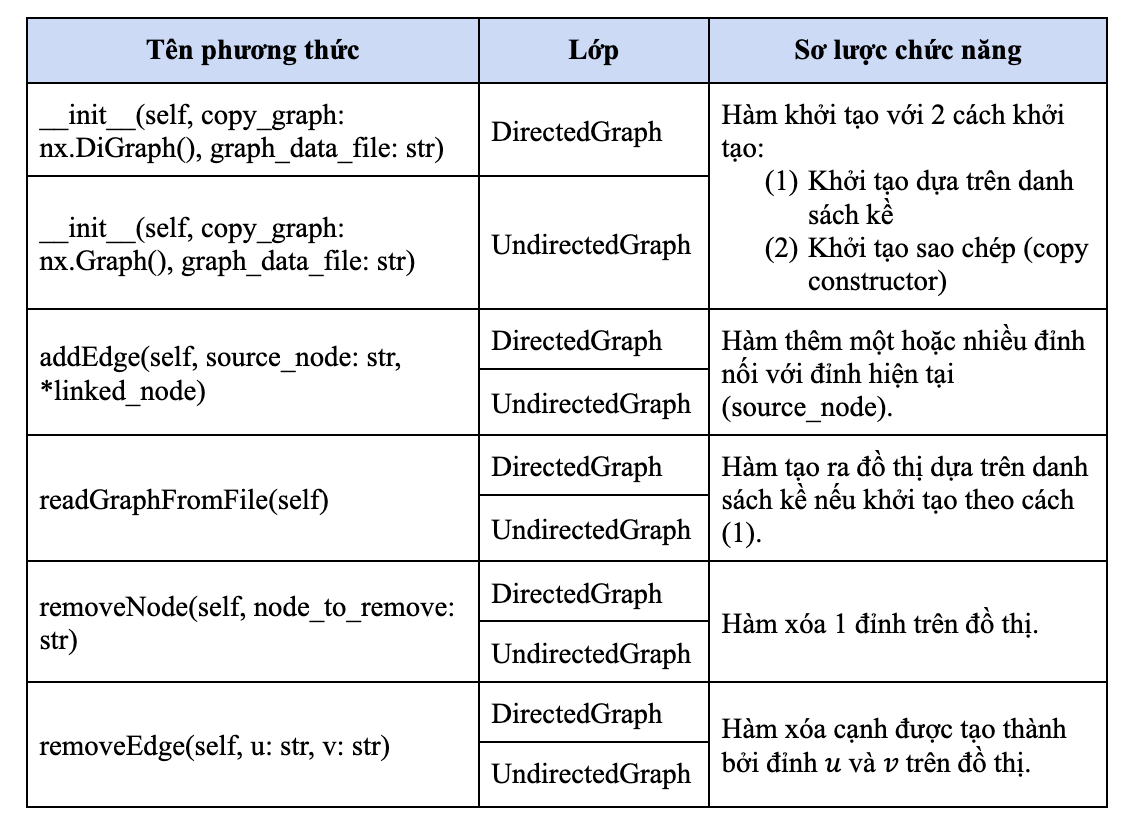 Tên phương thức
Lớp
Sơ lược chức năng
__init__(self, copy_graph:
nx.DiGraph(), graph_data_file: str)
DirectedGraph
Hàm khởi tạo với 2 cách khởi
tạo:
(1) Khởi tạo dựa trên danh
sách kề
(2) Khởi tạo sao chép (copy
constructor)
__init__(self, copy_graph:
nx.Graph(), graph_data_file: str)
UndirectedGraph
addEdge(self, source_node: str,
*linked_node)
DirectedGraph
UndirectedGraph
Hàm thêm một hoặc nhiều đỉnh
nối với đỉnh hiện tại
(source_node).
readGraphFromFile(self)
DirectedGraph
UndirectedGraph
Hàm tạo ra đồ thị dựa trên danh
sách kề nếu khởi tạo theo cách
(1).
removeNode(self, node_to_remove:
str)
DirectedGraph
UndirectedGraph
Hàm xóa 1 đỉnh trên đồ thị.
removeEdge(self, u: str, v: str)
DirectedGraph
UndirectedGraph
Hàm xóa cạnh được tạo thành
bởi đỉnh u và v trên đồ thị.